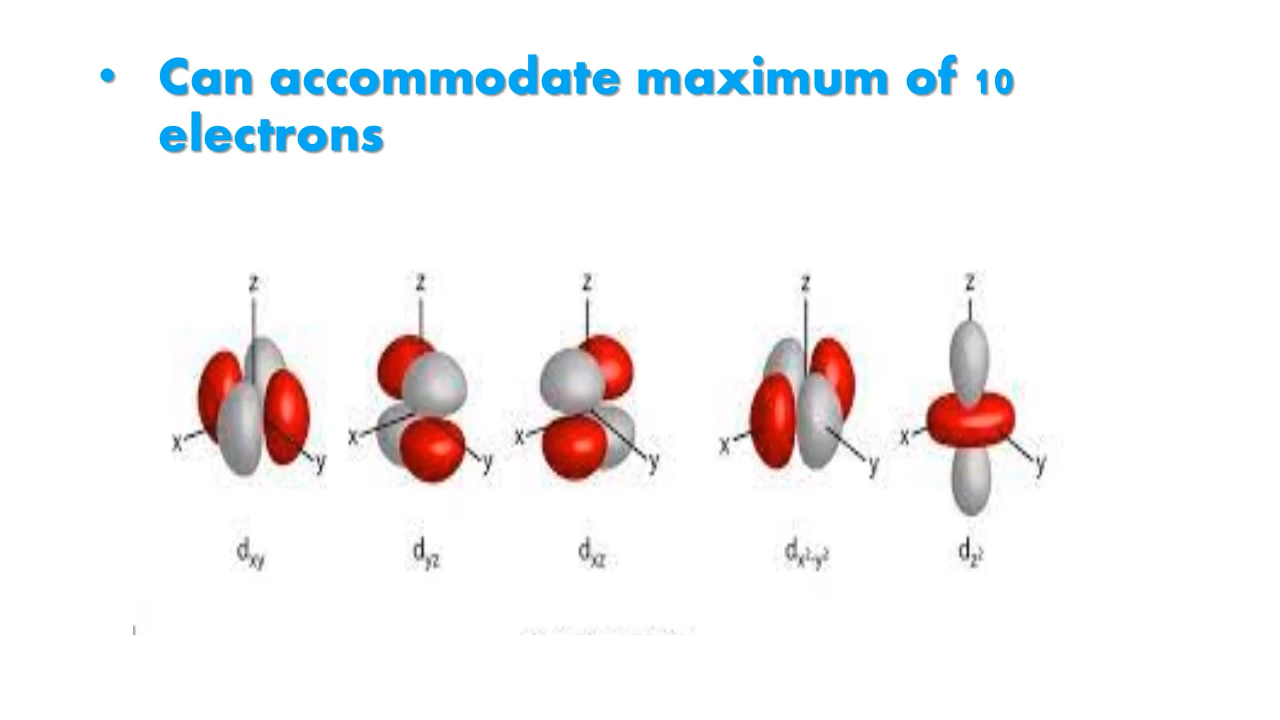 • Can accommodate maximum of 10
electrons
z z z z z
x y x y x y x y x y
d_xy d_yz d_xz d_x²-y² d_z²